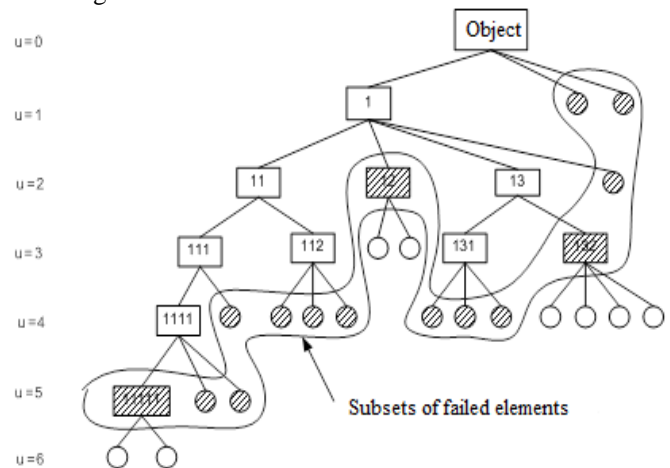 u=0
Object
u=1
1
u=2
11
12
13
u=3
111
112
131
132
u=4
1111
u=5
11111
Subsets of failed elements
u=6